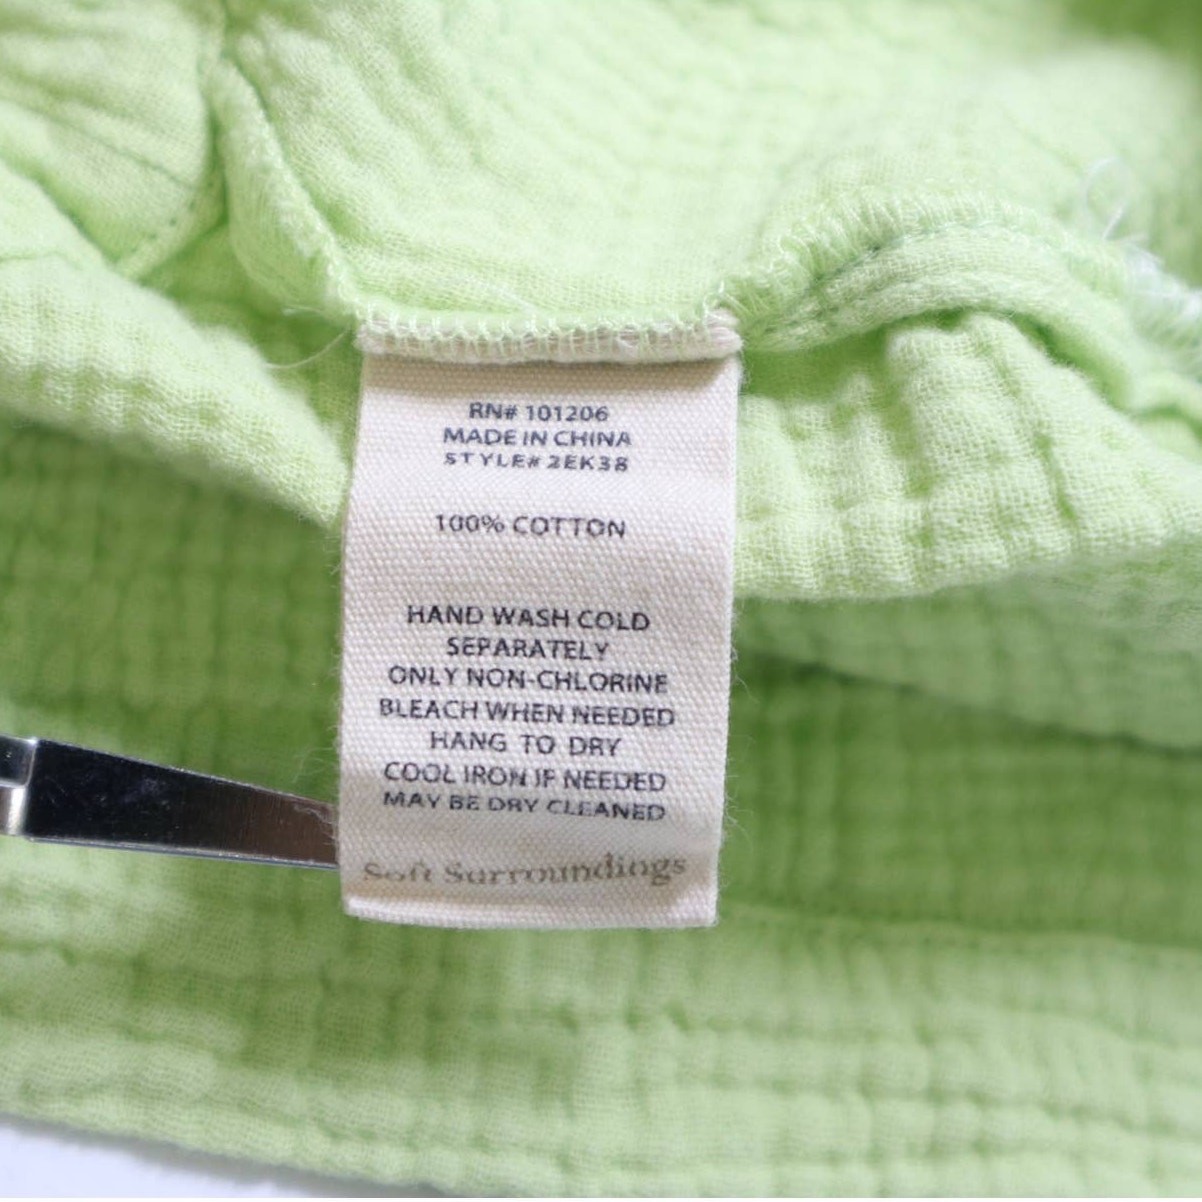 RN# 101206
MADE IN CHINA
STYLE# 2EK38
100% COTTON
HAND WASH COLD
SEPARATELY
ONLY NON-CHLORINE
BLEACH WHEN NEEDED
HANG TO DRY
COOL IRON IF NEEDED
MAY BE DRY CLEANED
Soft Surroundings